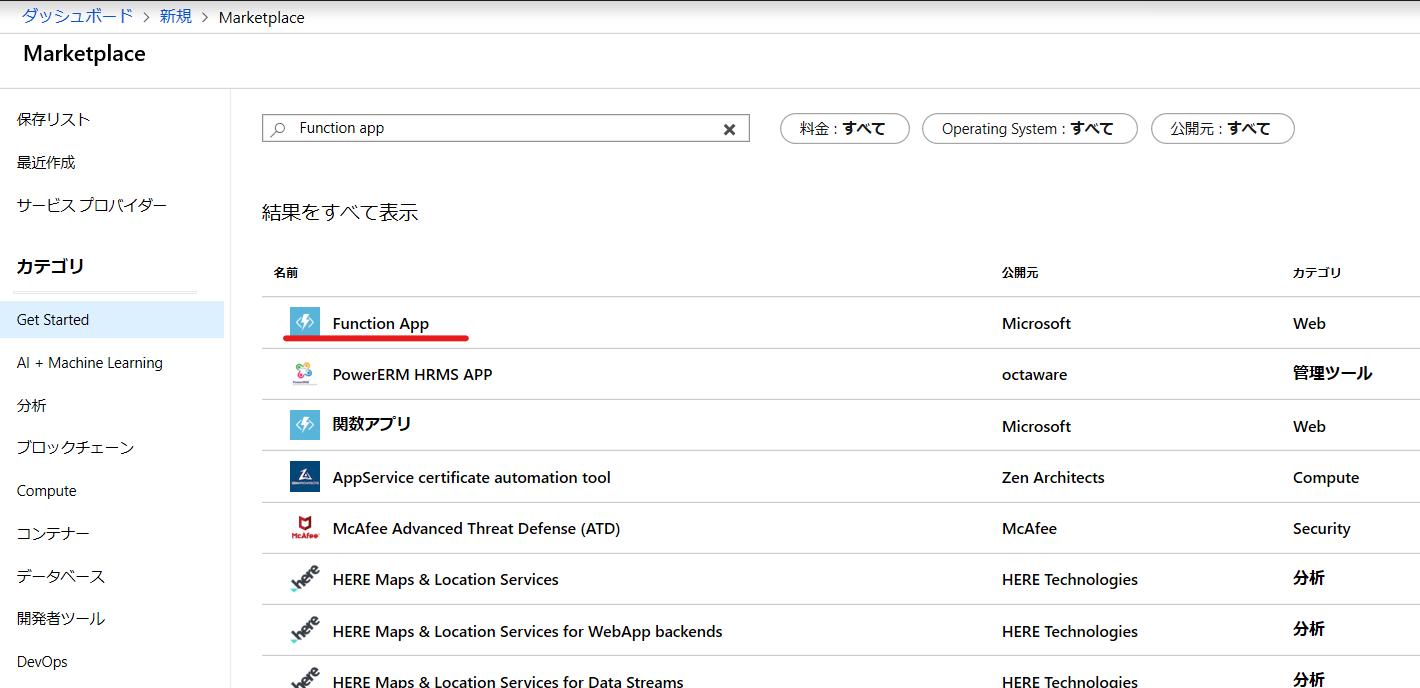 ダッシュボード > 新規 > Marketplace
Marketplace
保存リスト
最近作成
サービス プロバイダー
カテゴリ
Get Started
AI + Machine Learning
分析
ブロックチェーン
Compute
コンテナー
データベース
開発者ツール
DevOps
Function app
料金 : すべて Operating System : すべて 公開元 : すべて
結果をすべて表示
名前 公開元 カテゴリ
Function App Microsoft Web
PowerERM HRMS APP octaware 管理ツール
関数アプリ Microsoft Web
AppService certificate automation tool Zen Architects Compute
McAfee McAfee Advanced Threat Defense (ATD) McAfee Security
here HERE Maps & Location Services HERE Technologies 分析
here HERE Maps & Location Services for WebApp backends HERE Technologies 分析
here HERE Maps & Location Services for Data Streams HERE Technologies 分析